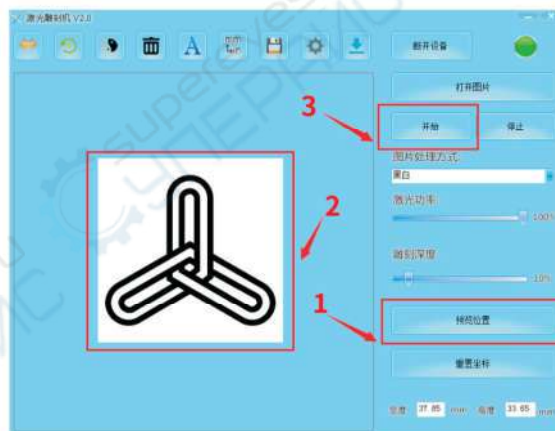 激光雕刻机 V2.0
A
断开设备
打开图片
3
开始
停止
图片处理方式:
黑白
激光功率:
100%
2
雕刻深度
10%
1
预览位置
重置坐标
宽度 37.85 mm 高度 33.65 mm